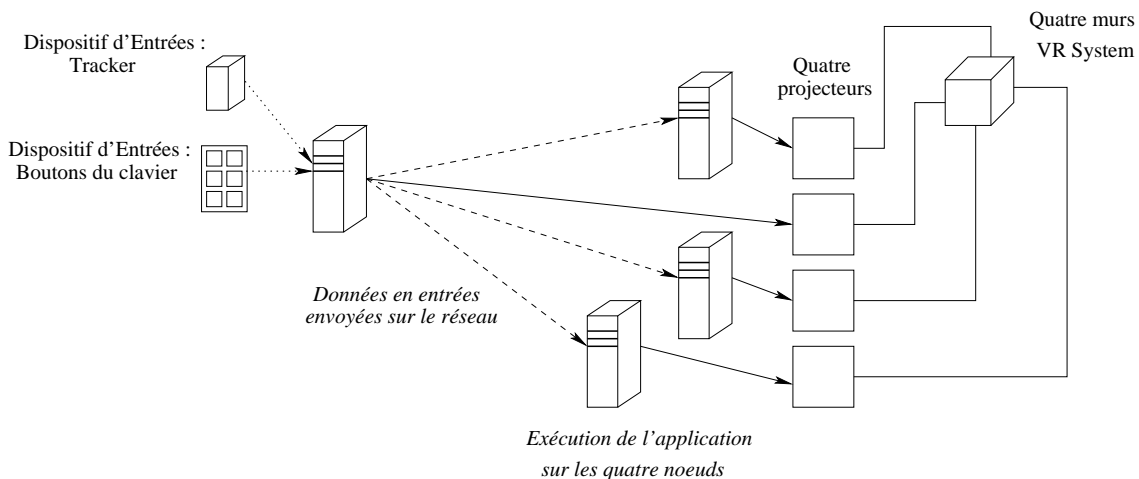 Dispositif d'Entrées :
Tracker
Dispositif d'Entrées :
Boutons du clavier
Données en entrées
envoyées sur le réseau
Exécution de l'application
sur les quatre noeuds
Quatre
projecteurs
Quatre murs
VR System